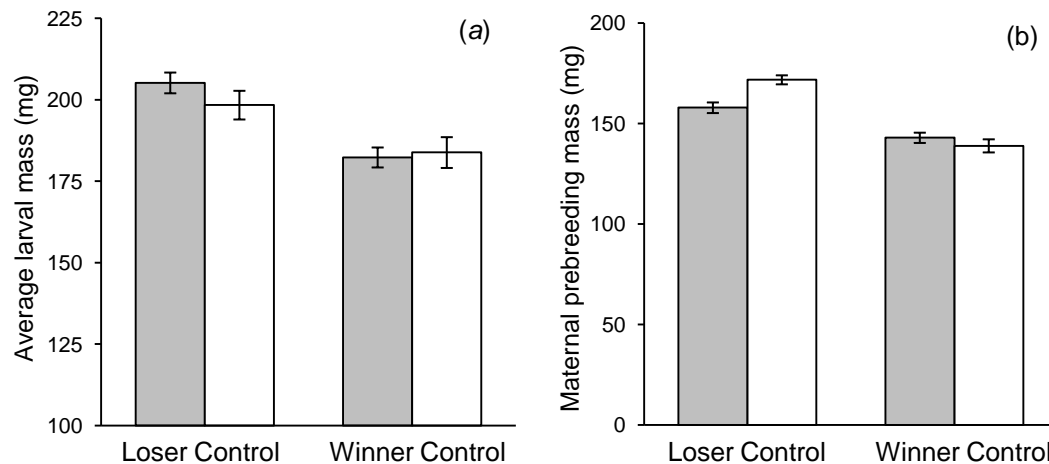 (a)
Average larval mass (mg)
225
200
175
150
125
100
Loser Control
Winner Control
(b)
Maternal prebreeding mass (mg)
200
150
100
50
0
Loser Control
Winner Control